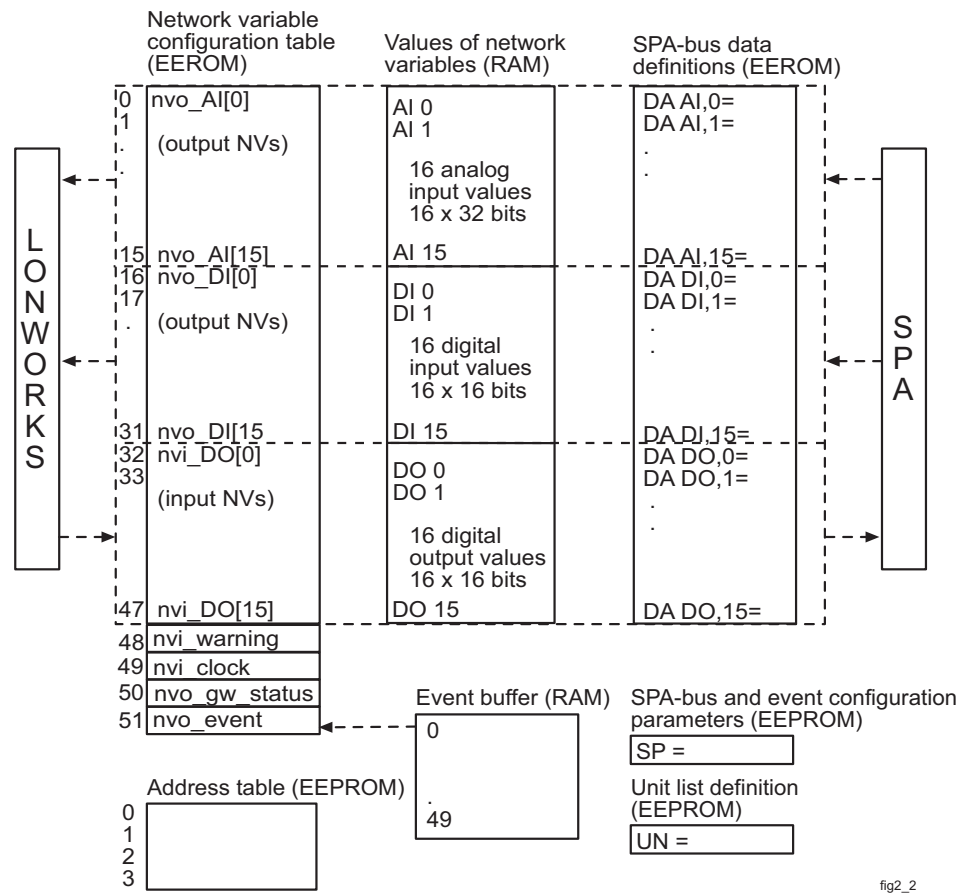 Network variable
configuration table
(EEROM)
Values of network
variables (RAM)
SPA-bus data
definitions (EEROM)
LONWORKS
0 nvo_AI[0]
1
.
(output NVs)
.
15 nvo_AI[15]
16 nvo_DI[0]
17
. (output NVs)
31 nvo_DI[15
32 nvi_DO[0]
33
(input NVs)
47 nvi_DO[15]
48 nvi_warning
49 nvi_clock
50 nvo_gw_status
51 nvo_event
AI 0
AI 1
16 analog
input values
16 x 32 bits
AI 15
DI 0
DI 1
16 digital
input values
16 x 16 bits
DI 15
DO 0
DO 1
16 digital
output values
16 x 16 bits
DO 15
DA AI,0=
DA AI,1=
.
.
DA AI,15=
DA DI,0=
DA DI,1=
.
.
DA DI,15=
DA DO,0=
DA DO,1=
.
.
DA DO,15=
SPA
Event buffer (RAM)
0
.
49
SPA-bus and event configuration
parameters (EEPROM)
SP =
Unit list definition
(EEPROM)
UN =
Address table (EEPROM)
0
1
2
3
fig2_2